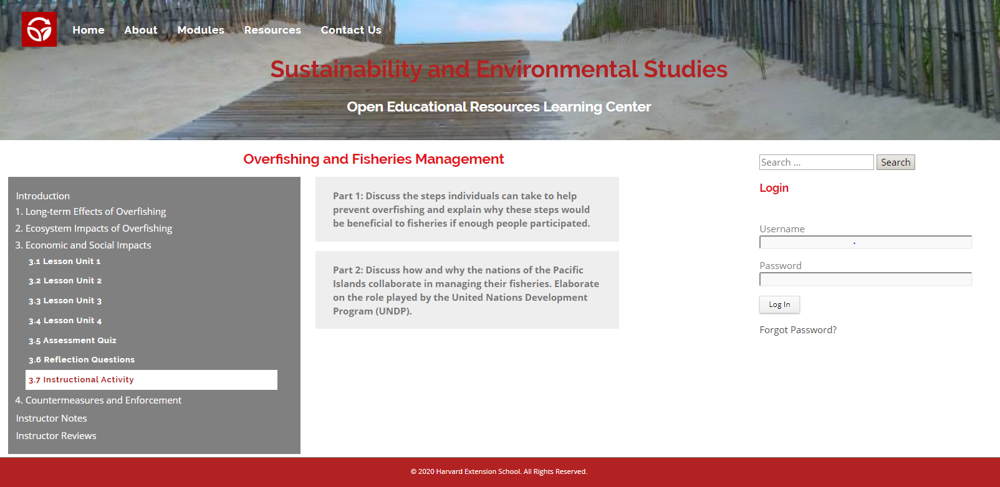 Home About Modules Resources Contact Us
Sustainability and Environmental Studies
Open Educational Resources Learning Center
Overfishing and Fisheries Management
Introduction
1. Long-term Effects of Overfishing
2. Ecosystem Impacts of Overfishing
3. Economic and Social Impacts
3.1 Lesson Unit 1
3.2 Lesson Unit 2
3.3 Lesson Unit 3
3.4 Lesson Unit 4
3.5 Assessment Quiz
3.6 Reflection Questions
3.7 Instructional Activity
4. Countermeasures and Enforcement
Instructor Notes
Instructor Reviews
Part 1: Discuss the steps individuals can take to help
prevent overfishing and explain why these steps would
be beneficial to fisheries if enough people participated.
Part 2: Discuss how and why the nations of the Pacific
Islands collaborate in managing their fisheries. Elaborate
on the role played by the United Nations Development
Program (UNDP).
Search ... Search
Login
Username
Password
Log In
Forgot Password?
© 2020 Harvard Extension School. All Rights Reserved.